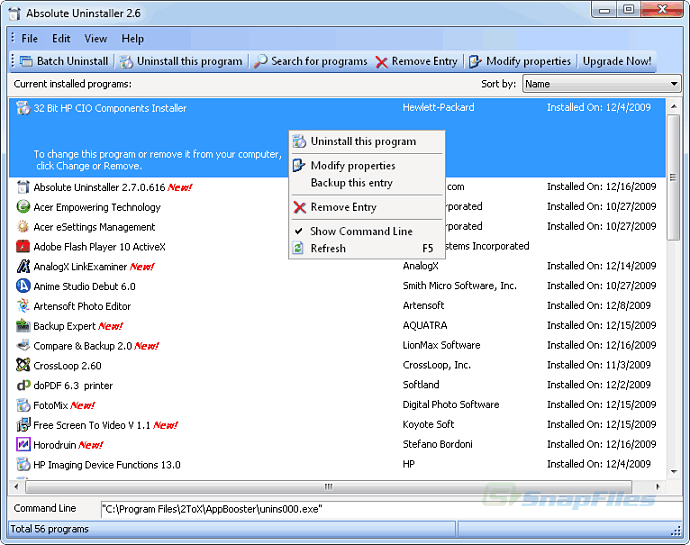 Absolute Uninstaller 2.6
File Edit View Help
Batch Uninstall Uninstall this program Search for programs Remove Entry Modify properties Upgrade Now!
Current installed programs: Sort by: Name
32 Bit HP CIO Components Installer Hewlett-Packard Installed On: 12/4/2009
To change this program or remove it from your computer,
click Change or Remove.
Uninstall this program
Modify properties
Backup this entry
Remove Entry
Show Command Line
Refresh F5
Absolute Uninstaller 2.7.0.616 New! com Installed On: 12/16/2009
Acer Empowering Technology orporated Installed On: 10/27/2009
Acer eSettings Management orporated Installed On: 10/27/2009
Adobe Flash Player 10 ActiveX stems Incorporated
AnalogX LinkExaminer New! AnalogX Installed On: 12/14/2009
Anime Studio Debut 6.0 Smith Micro Software, Inc. Installed On: 10/27/2009
Artensoft Photo Editor Artensoft Installed On: 12/8/2009
Backup Expert New! AQUATRA Installed On: 12/15/2009
Compare & Backup 2.0 New! LionMax Software Installed On: 12/16/2009
CrossLoop 2.60 CrossLoop, Inc. Installed On: 11/3/2009
doPDF 6.3 printer Softland Installed On: 12/2/2009
FotoMix New! Digital Photo Software Installed On: 12/15/2009
Free Screen To Video V 1.1 New! Koyote Soft Installed On: 12/15/2009
Horodruin New! Stefano Bordoni Installed On: 12/16/2009
HP Imaging Device Functions 13.0 HP Installed On: 12/4/2009
SnapFiles
Command Line "C:\Program Files\2ToX\AppBooster\unins000.exe"
Total 56 programs